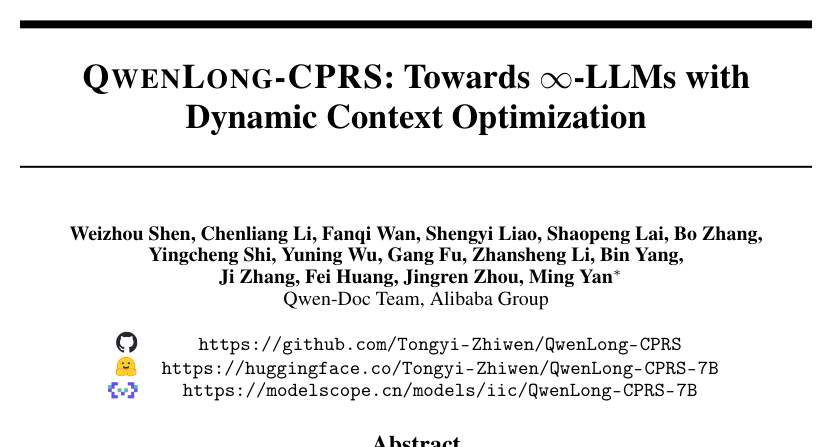 QWENLONG-CPRS: Towards ∞-LLMs with
Dynamic Context Optimization
Weizhou Shen, Chenliang Li, Fanqi Wan, Shengyi Liao, Shaopeng Lai, Bo Zhang,
Yingcheng Shi, Yuning Wu, Gang Fu, Zhansheng Li, Bin Yang,
Ji Zhang, Fei Huang, Jingren Zhou, Ming Yan*
Qwen-Doc Team, Alibaba Group
https://github.com/Tongyi-Zhiwen/QwenLong-CPRS
https://huggingface.co/Tongyi-Zhiwen/QwenLong-CPRS-7B
https://modelscope.cn/models/iic/QwenLong-CPRS-7B
Abstract